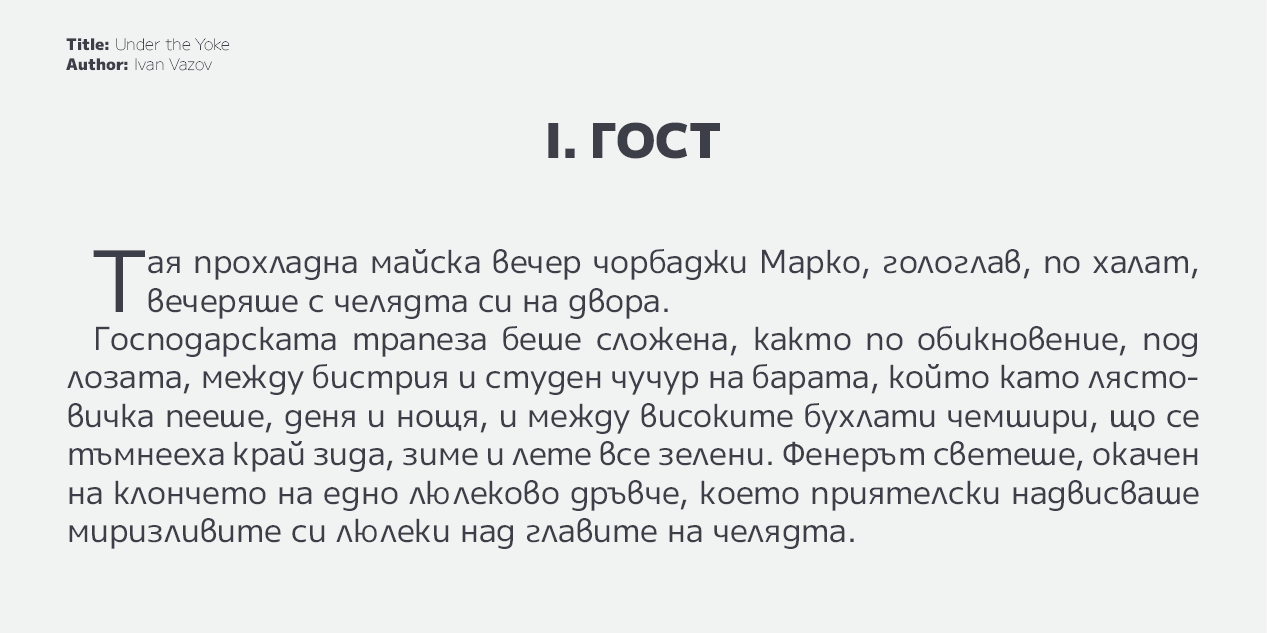 Title: Under the Yoke
Author: Ivan Vazov
I. ГОСТ
Тая прохладна майска вечер чорбаджи Марко, гологлав, по халат,
вечеряше с челядта си на двора.
Господарската трапеза беше сложена, както по обикновение, под
лозата, между бистрия и студен чучур на барата, който като лясто-
вичка пееше, деня и нощя, и между високите бухлати чемшири, що се
тъмнееха край зида, зиме и лете все зелени. Фенерът светеше, окачен
на клончето на едно люлеково дръвче, което приятелски надвисваше
миризливите си люлеки над главите на челядта.